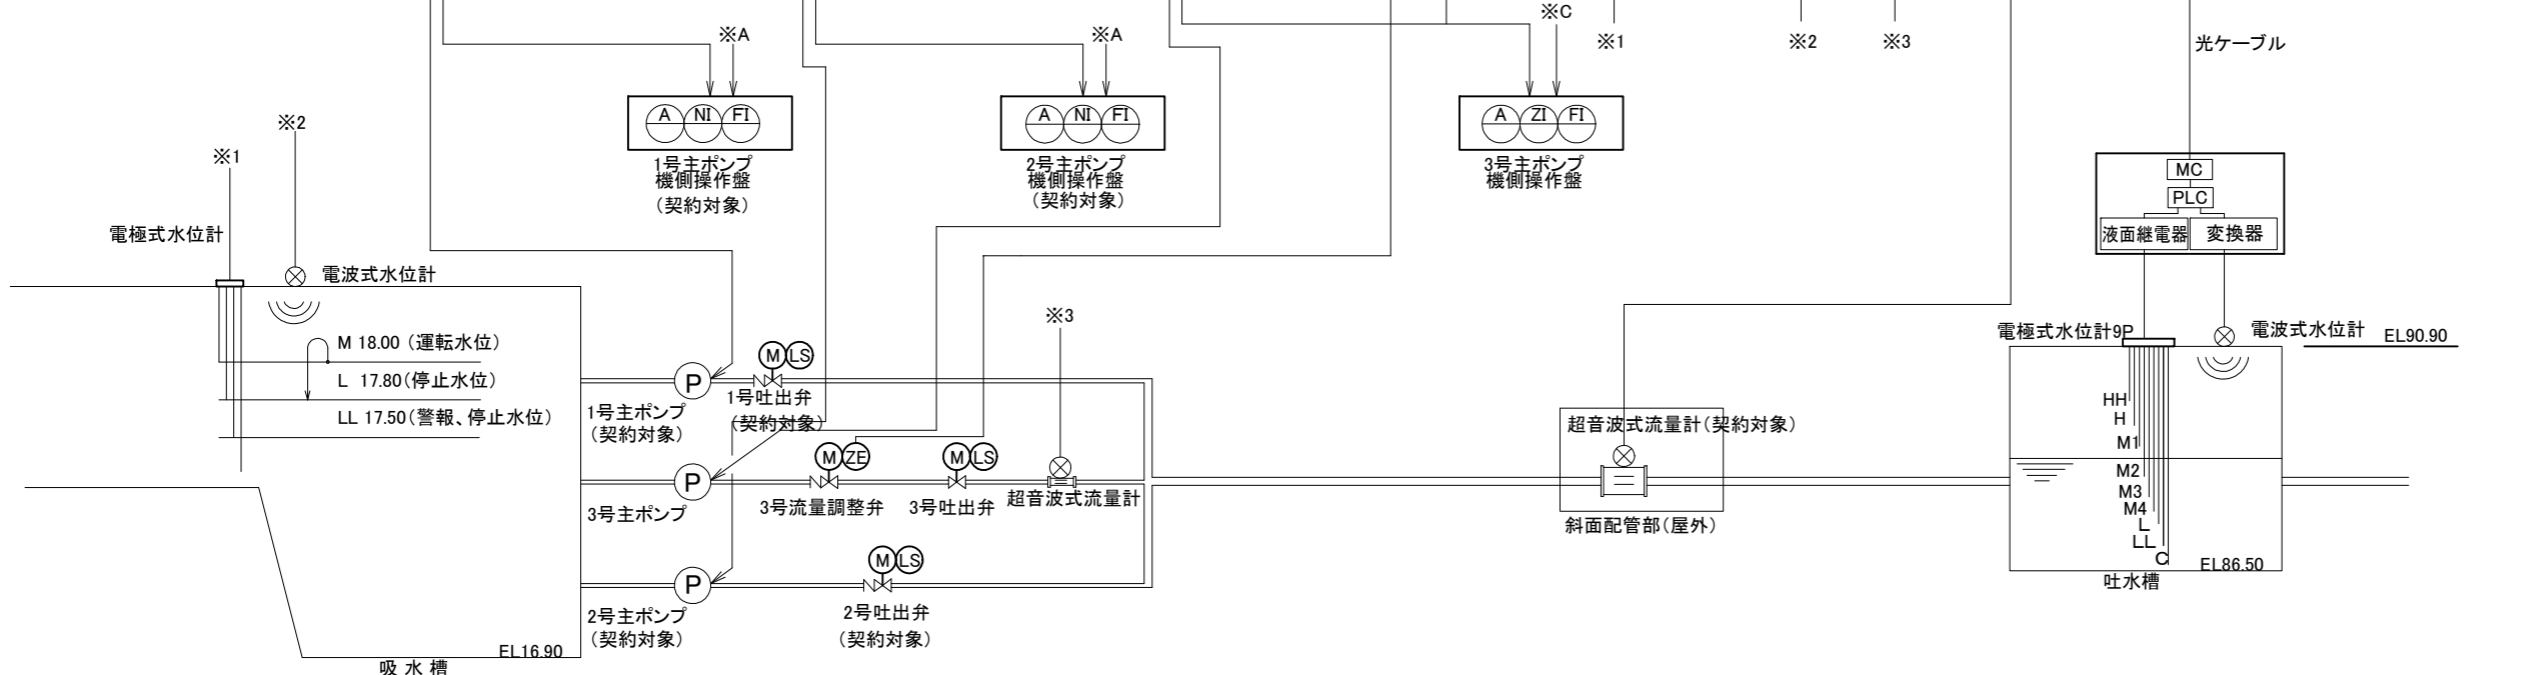 ※A
※A
※C
※1
※2
※3
光ケーブル
A NI FI
1号主ポンプ
機側操作盤
(契約対象)
A NI FI
2号主ポンプ
機側操作盤
(契約対象)
A ZI FI
3号主ポンプ
機側操作盤
MC
PLC
液面継電器
変換器
※2
※1
電極式水位計
電波式水位計
M 18.00 (運転水位)
L 17.80(停止水位)
LL 17.50(警報、停止水位)
EL16.90
吸水槽
P
1号主ポンプ
(契約対象)
M LS
1号吐出弁
(契約対象)
P
3号主ポンプ
M ZE
3号流量調整弁
M LS
3号吐出弁
※3
超音波式流量計
P
2号主ポンプ
(契約対象)
M LS
2号吐出弁
(契約対象)
超音波式流量計(契約対象)
斜面配管部(屋外)
電極式水位計9P
電波式水位計
EL90.90
HH
H
M1
M2
M3
M4
L
LL
C
EL86.50
吐水槽